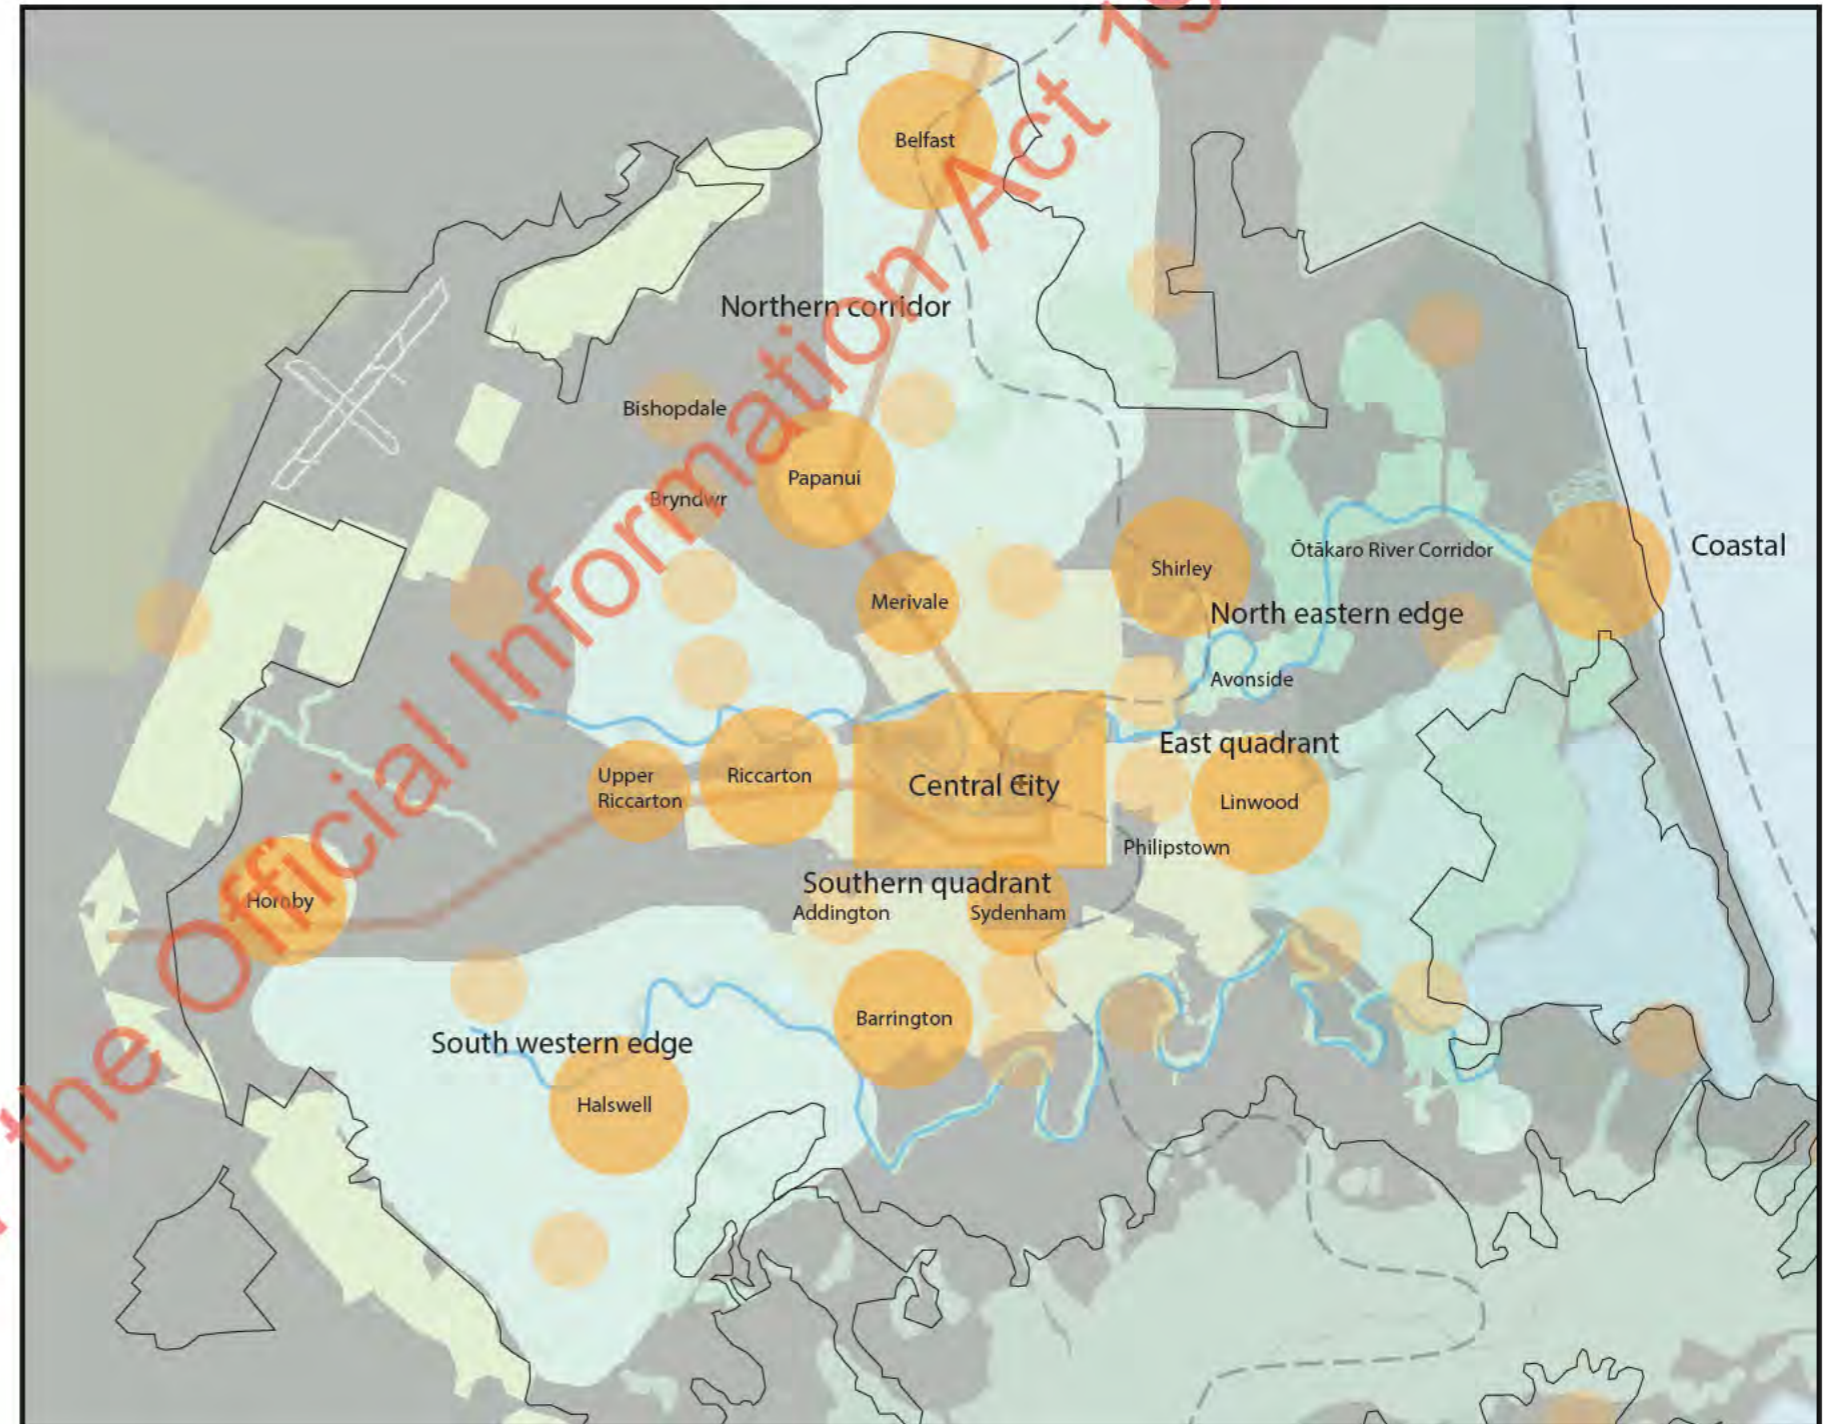 the Official Information Act 19
Belfast
Northern corridor
Bishopdale
Papanui
Bryndwr
Shirley
Ōtākaro River Corridor
Coastal
Merivale
North eastern edge
Avonside
East quadrant
Upper
Riccarton
Riccarton
Central City
Linwood
Philipstown
Southern quadrant
Hornby
Addington
Sydenham
Barrington
South western edge
Halswell